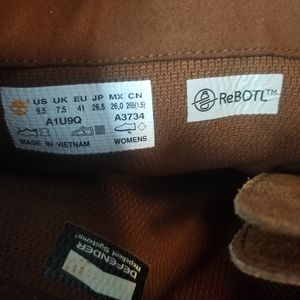 US UK EU JP MX CN
9.5 7.5 41 26.5 26.0 265(1.5)
A1U9Q A3734
MADE IN VIETNAM WOMENS
ReBOTL™
DEFENDER
Repellent Systems®